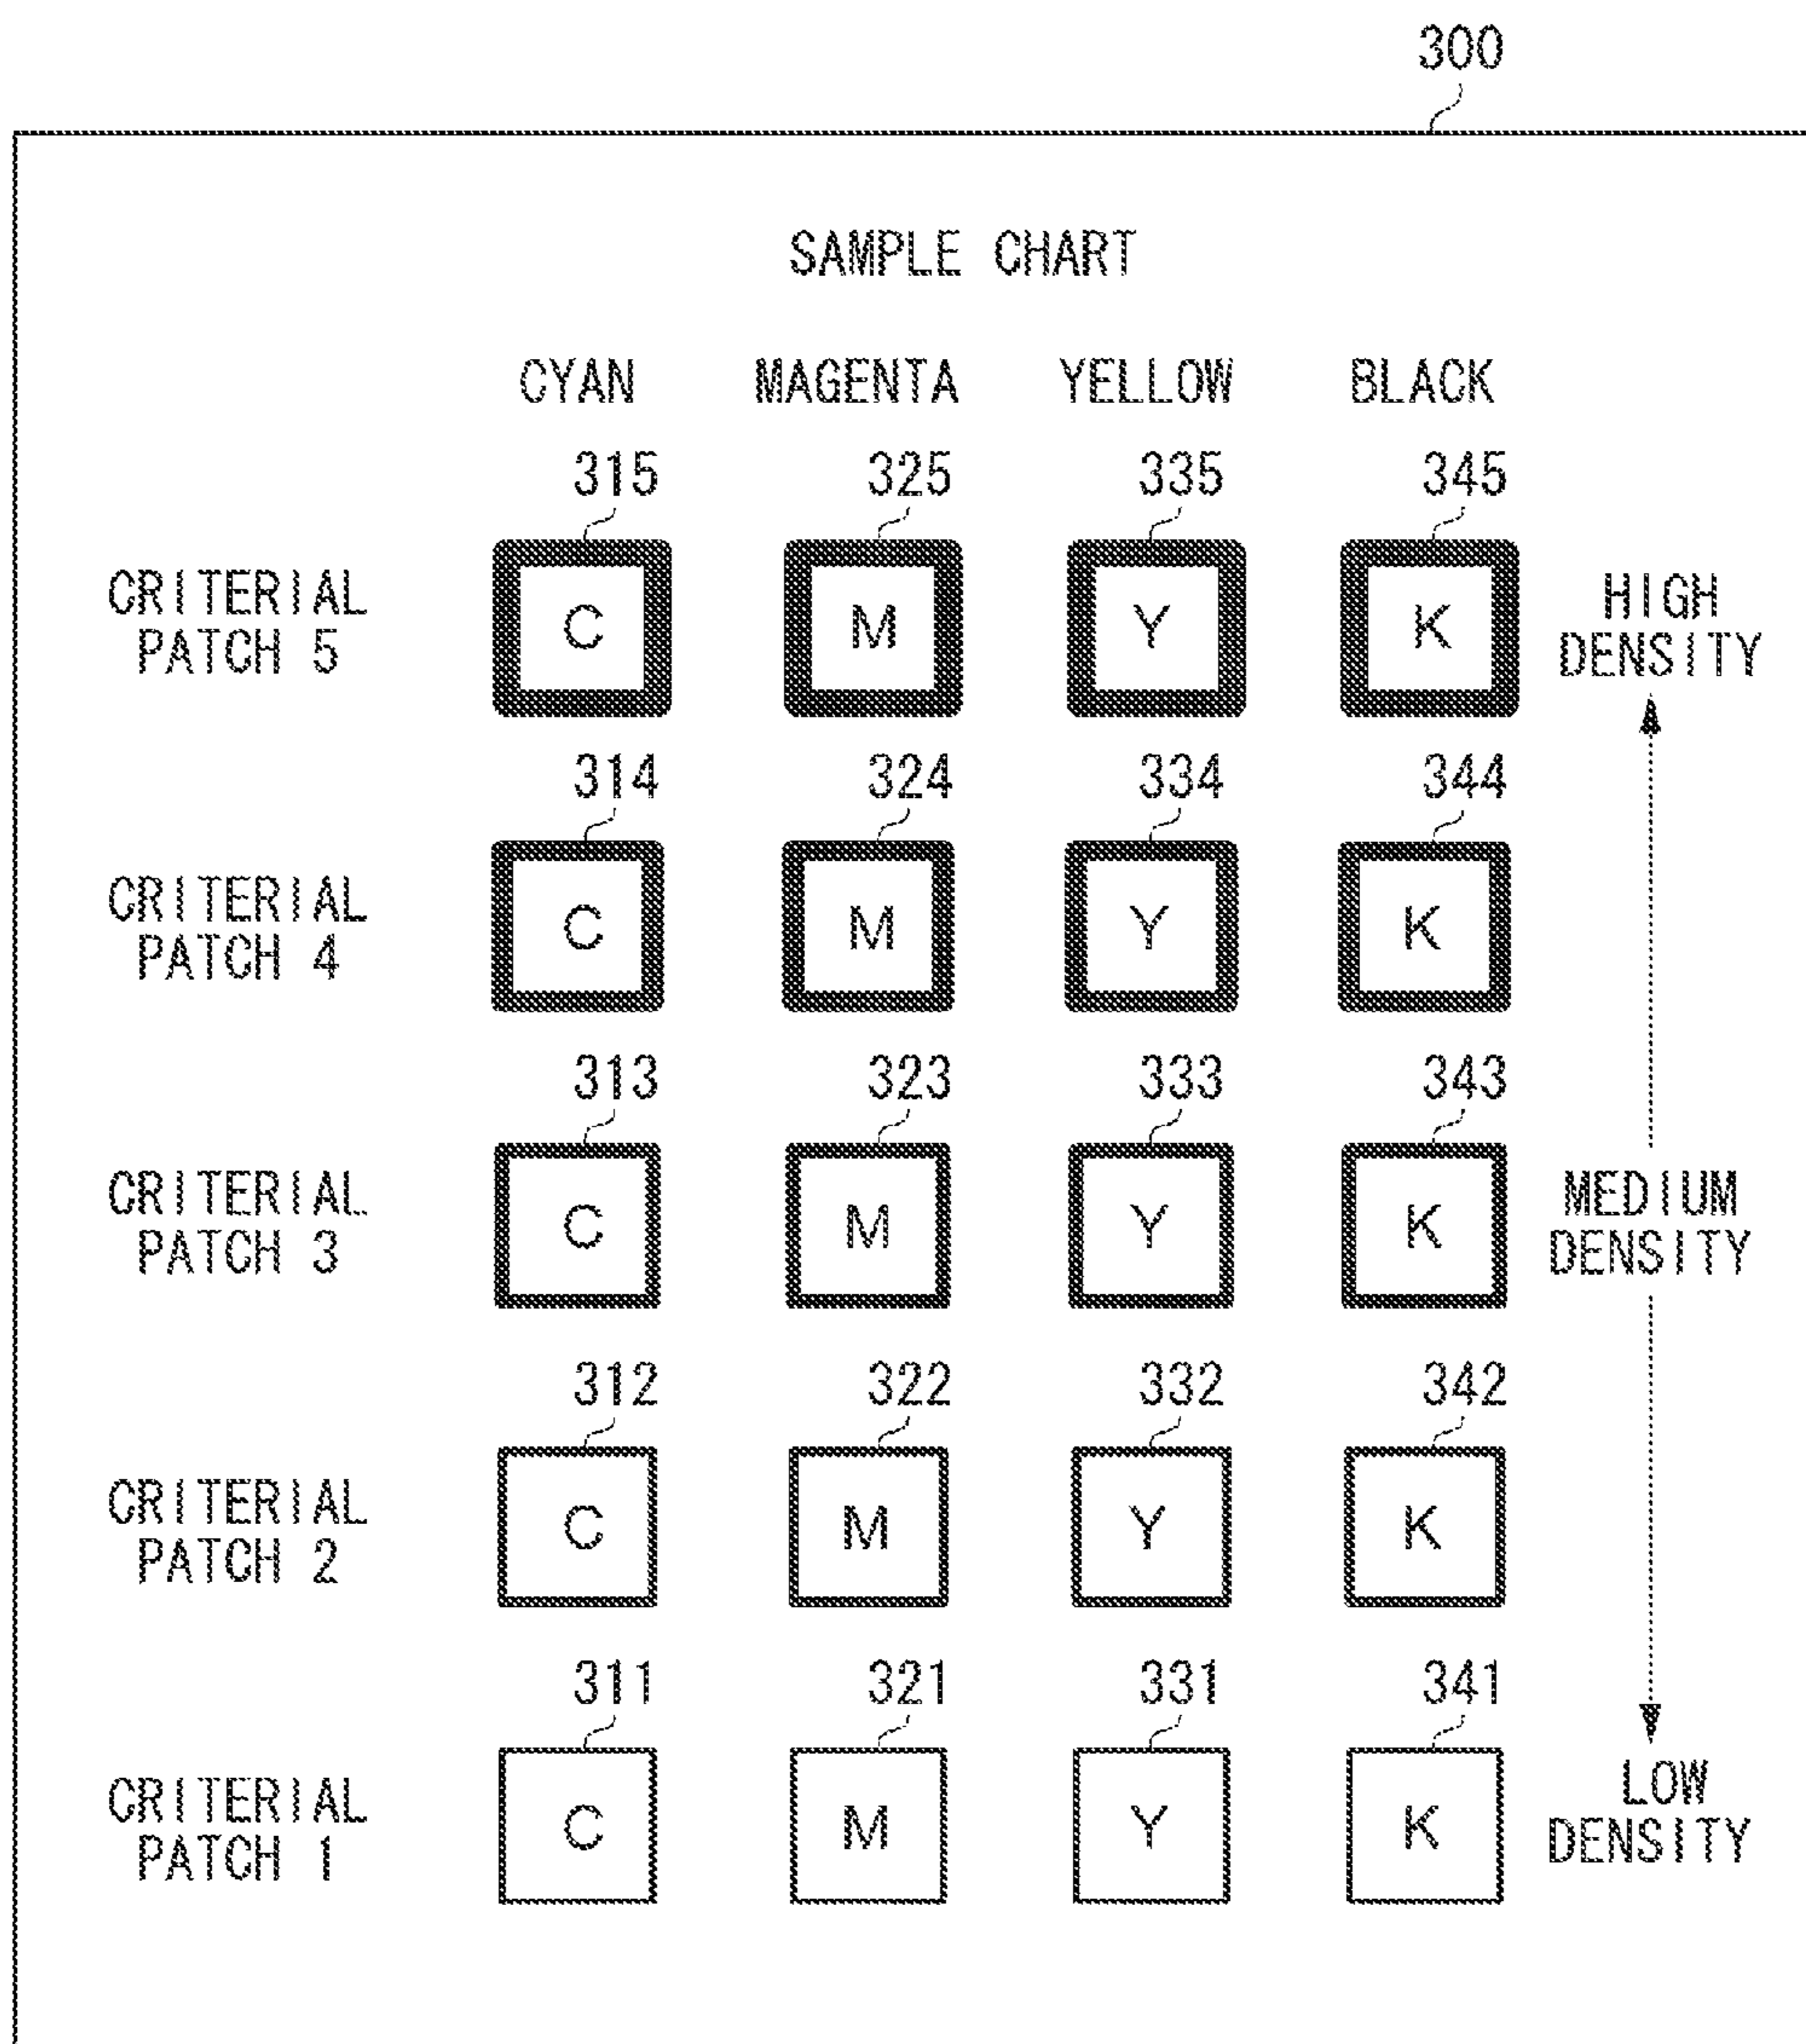 300
SAMPLE CHART
CYAN MAGENTA YELLOW BLACK
315 325 335 345
CRITERIAL
PATCH 5
C M Y K
HIGH
DENSITY
314 324 334 344
CRITERIAL
PATCH 4
C M Y K
313 323 333 343
CRITERIAL
PATCH 3
C M Y K
MEDIUM
DENSITY
312 322 332 342
CRITERIAL
PATCH 2
C M Y K
311 321 331 341
CRITERIAL
PATCH 1
C M Y K
LOW
DENSITY